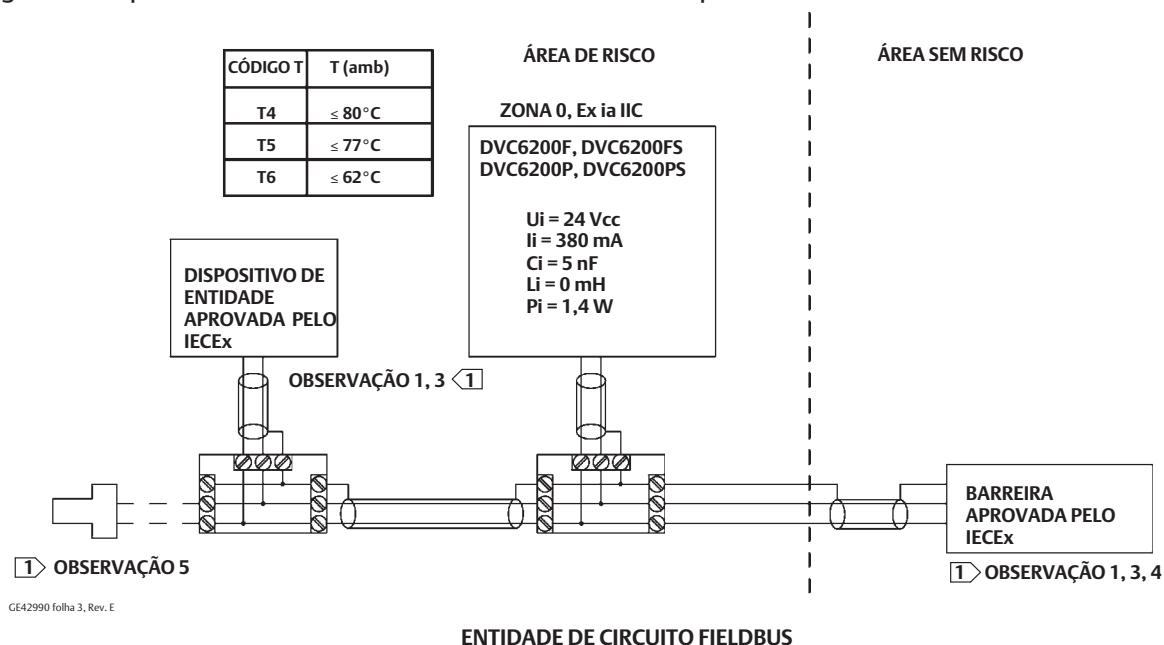 CÓDIGO T T (amb)
T4 ≤ 80°C
T5 ≤ 77°C
T6 ≤ 62°C
ÁREA DE RISCO
ÁREA SEM RISCO
ZONA 0, Ex ia IIC
DVC6200F, DVC6200FS
DVC6200P, DVC6200PS
Ui = 24 Vcc
Ii = 380 mA
Ci = 5 nF
Li = 0 mH
Pi = 1,4 W
DISPOSITIVO DE
ENTIDADE
APROVADA PELO
IECEx
OBSERVAÇÃO 1, 3 1
BARREIRA
APROVADA PELO
IECEx
1 OBSERVAÇÃO 5
1 OBSERVAÇÃO 1, 3, 4
GE42990 folha 3, Rev. E
ENTIDADE DE CIRCUITO FIELDBUS